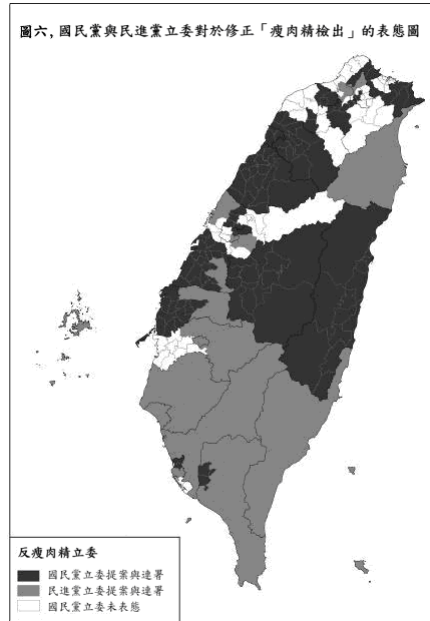 圖六,國民黨與民進黨立委對於修正「瘦肉精檢出」的表態圖
反瘦肉精立委
國民黨立委提案與連署
民進黨立委提案與連署
國民黨立委未表態